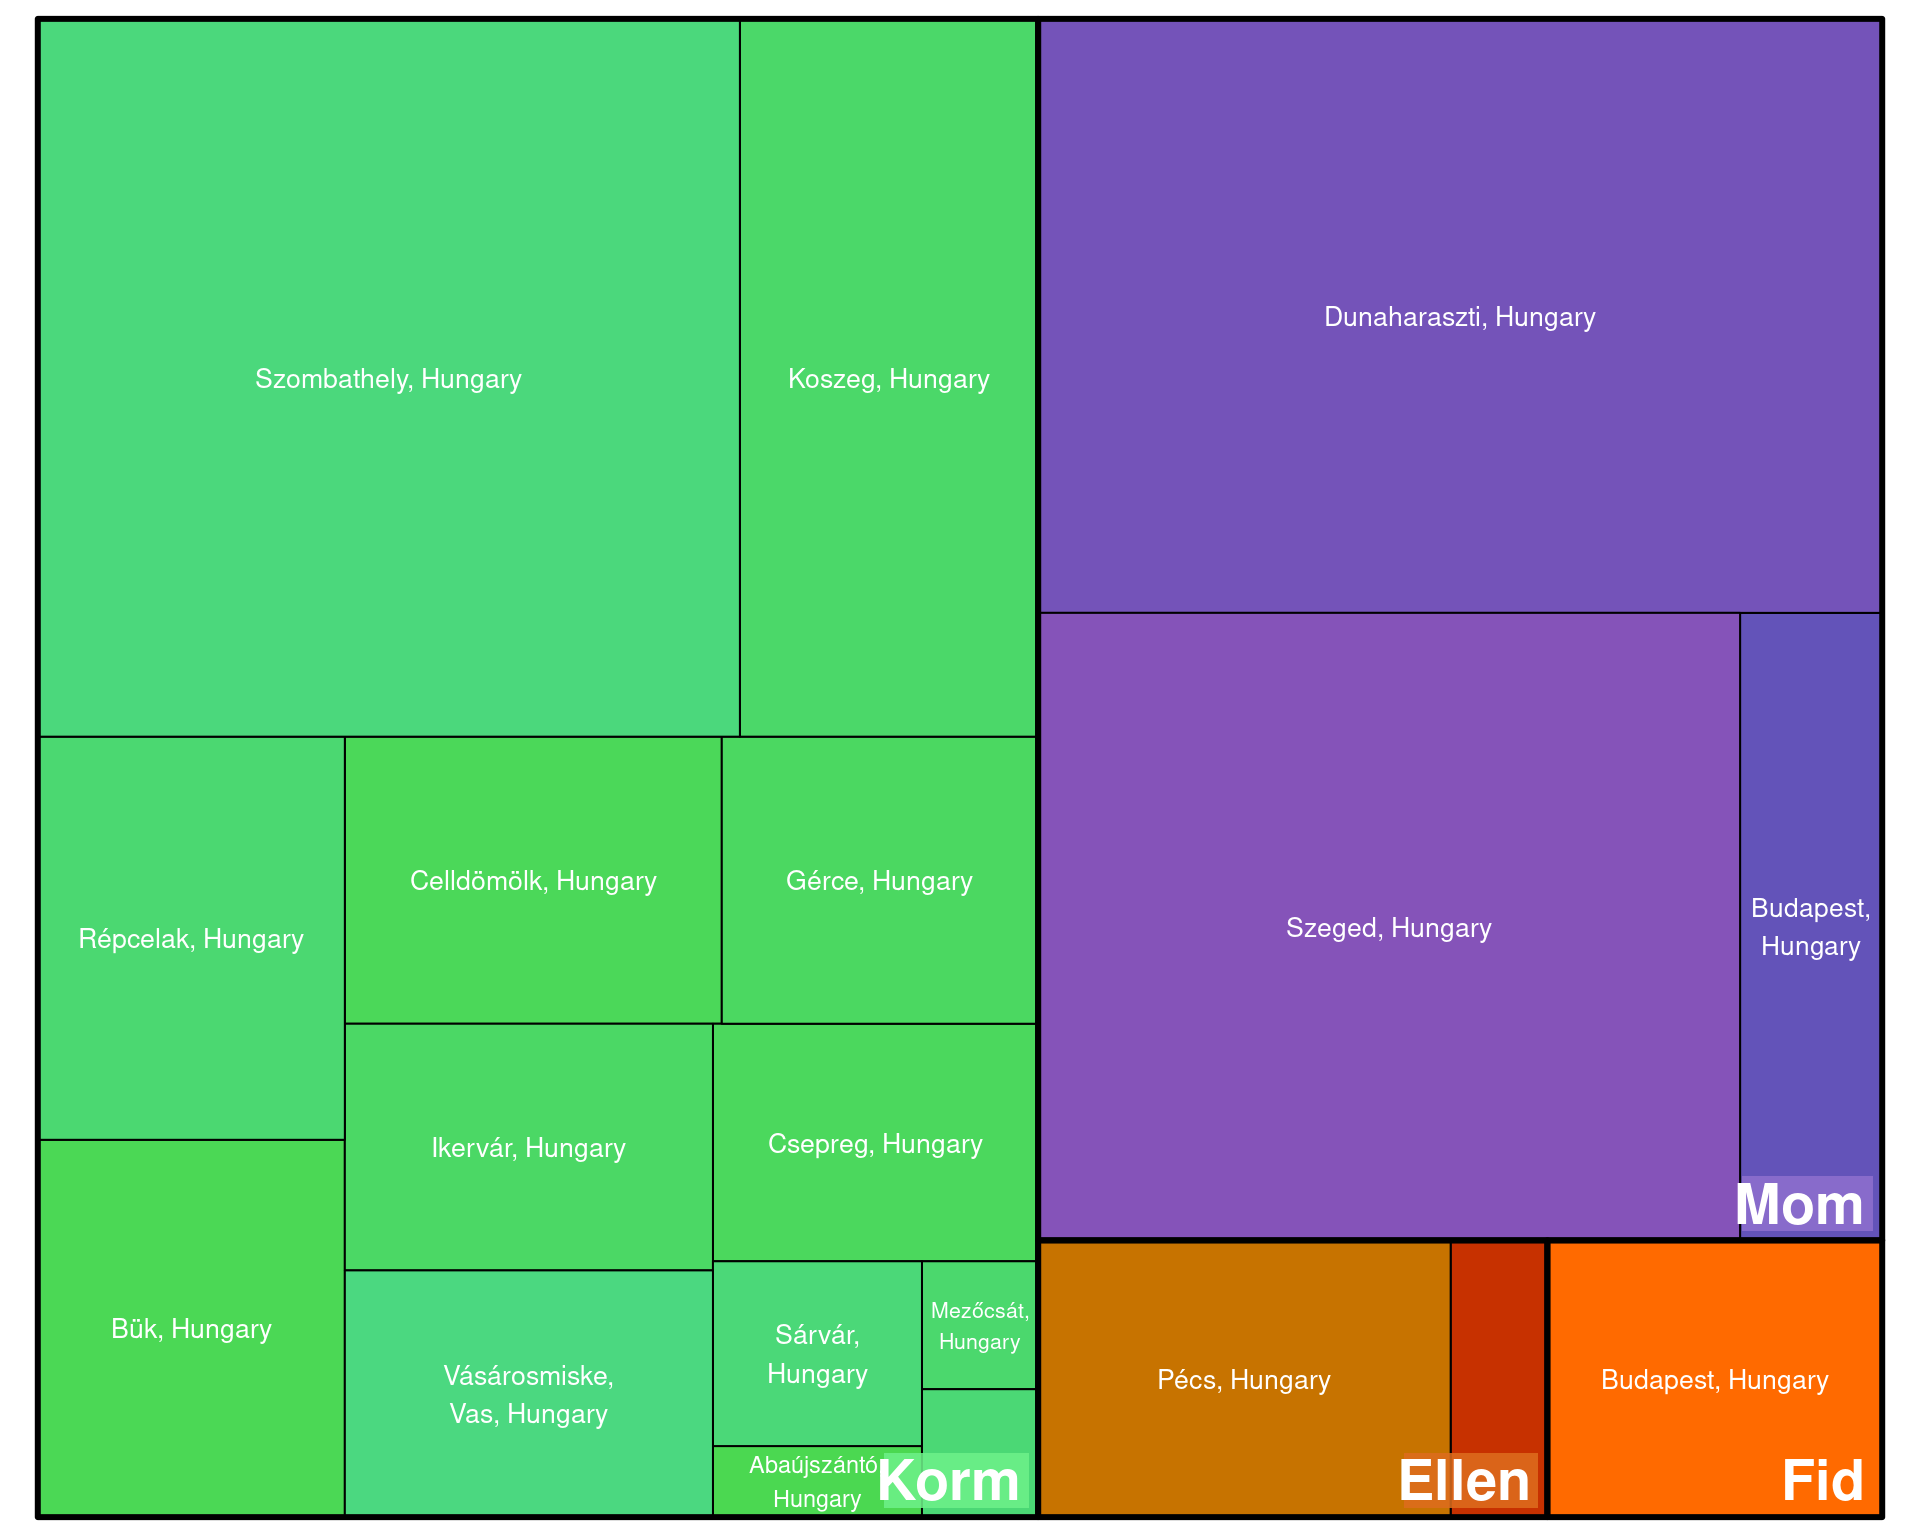 Szombathely, Hungary
Koszeg, Hungary
Dunaharaszti, Hungary
Répcelak, Hungary
Celldömölk, Hungary
Gérce, Hungary
Szeged, Hungary
Budapest,
Hungary
Ikervár, Hungary
Csepreg, Hungary
Bük, Hungary
Vásárosmiske,
Vas, Hungary
Sárvár,
Hungary
Mezőcsát,
Hungary
Abaújszántó
Hungary
Korm
Mom
Pécs, Hungary
Ellen
Budapest, Hungary
Fid